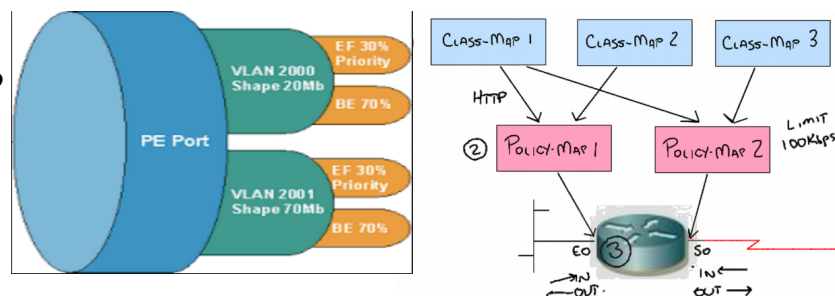 PE Port
VLAN 2000
Shape 20Mb
EF 30%
Priority
BE 70%
VLAN 2001
Shape 70Mb
EF 30%
Priority
BE 70%
CLASS-MAP 1
CLASS-MAP 2
CLASS-MAP 3
HTTP
LIMIT
100KBPS
②
POLICY-MAP 1
POLICY-MAP 2
E0
③
S0
IN
OUT
IN
OUT